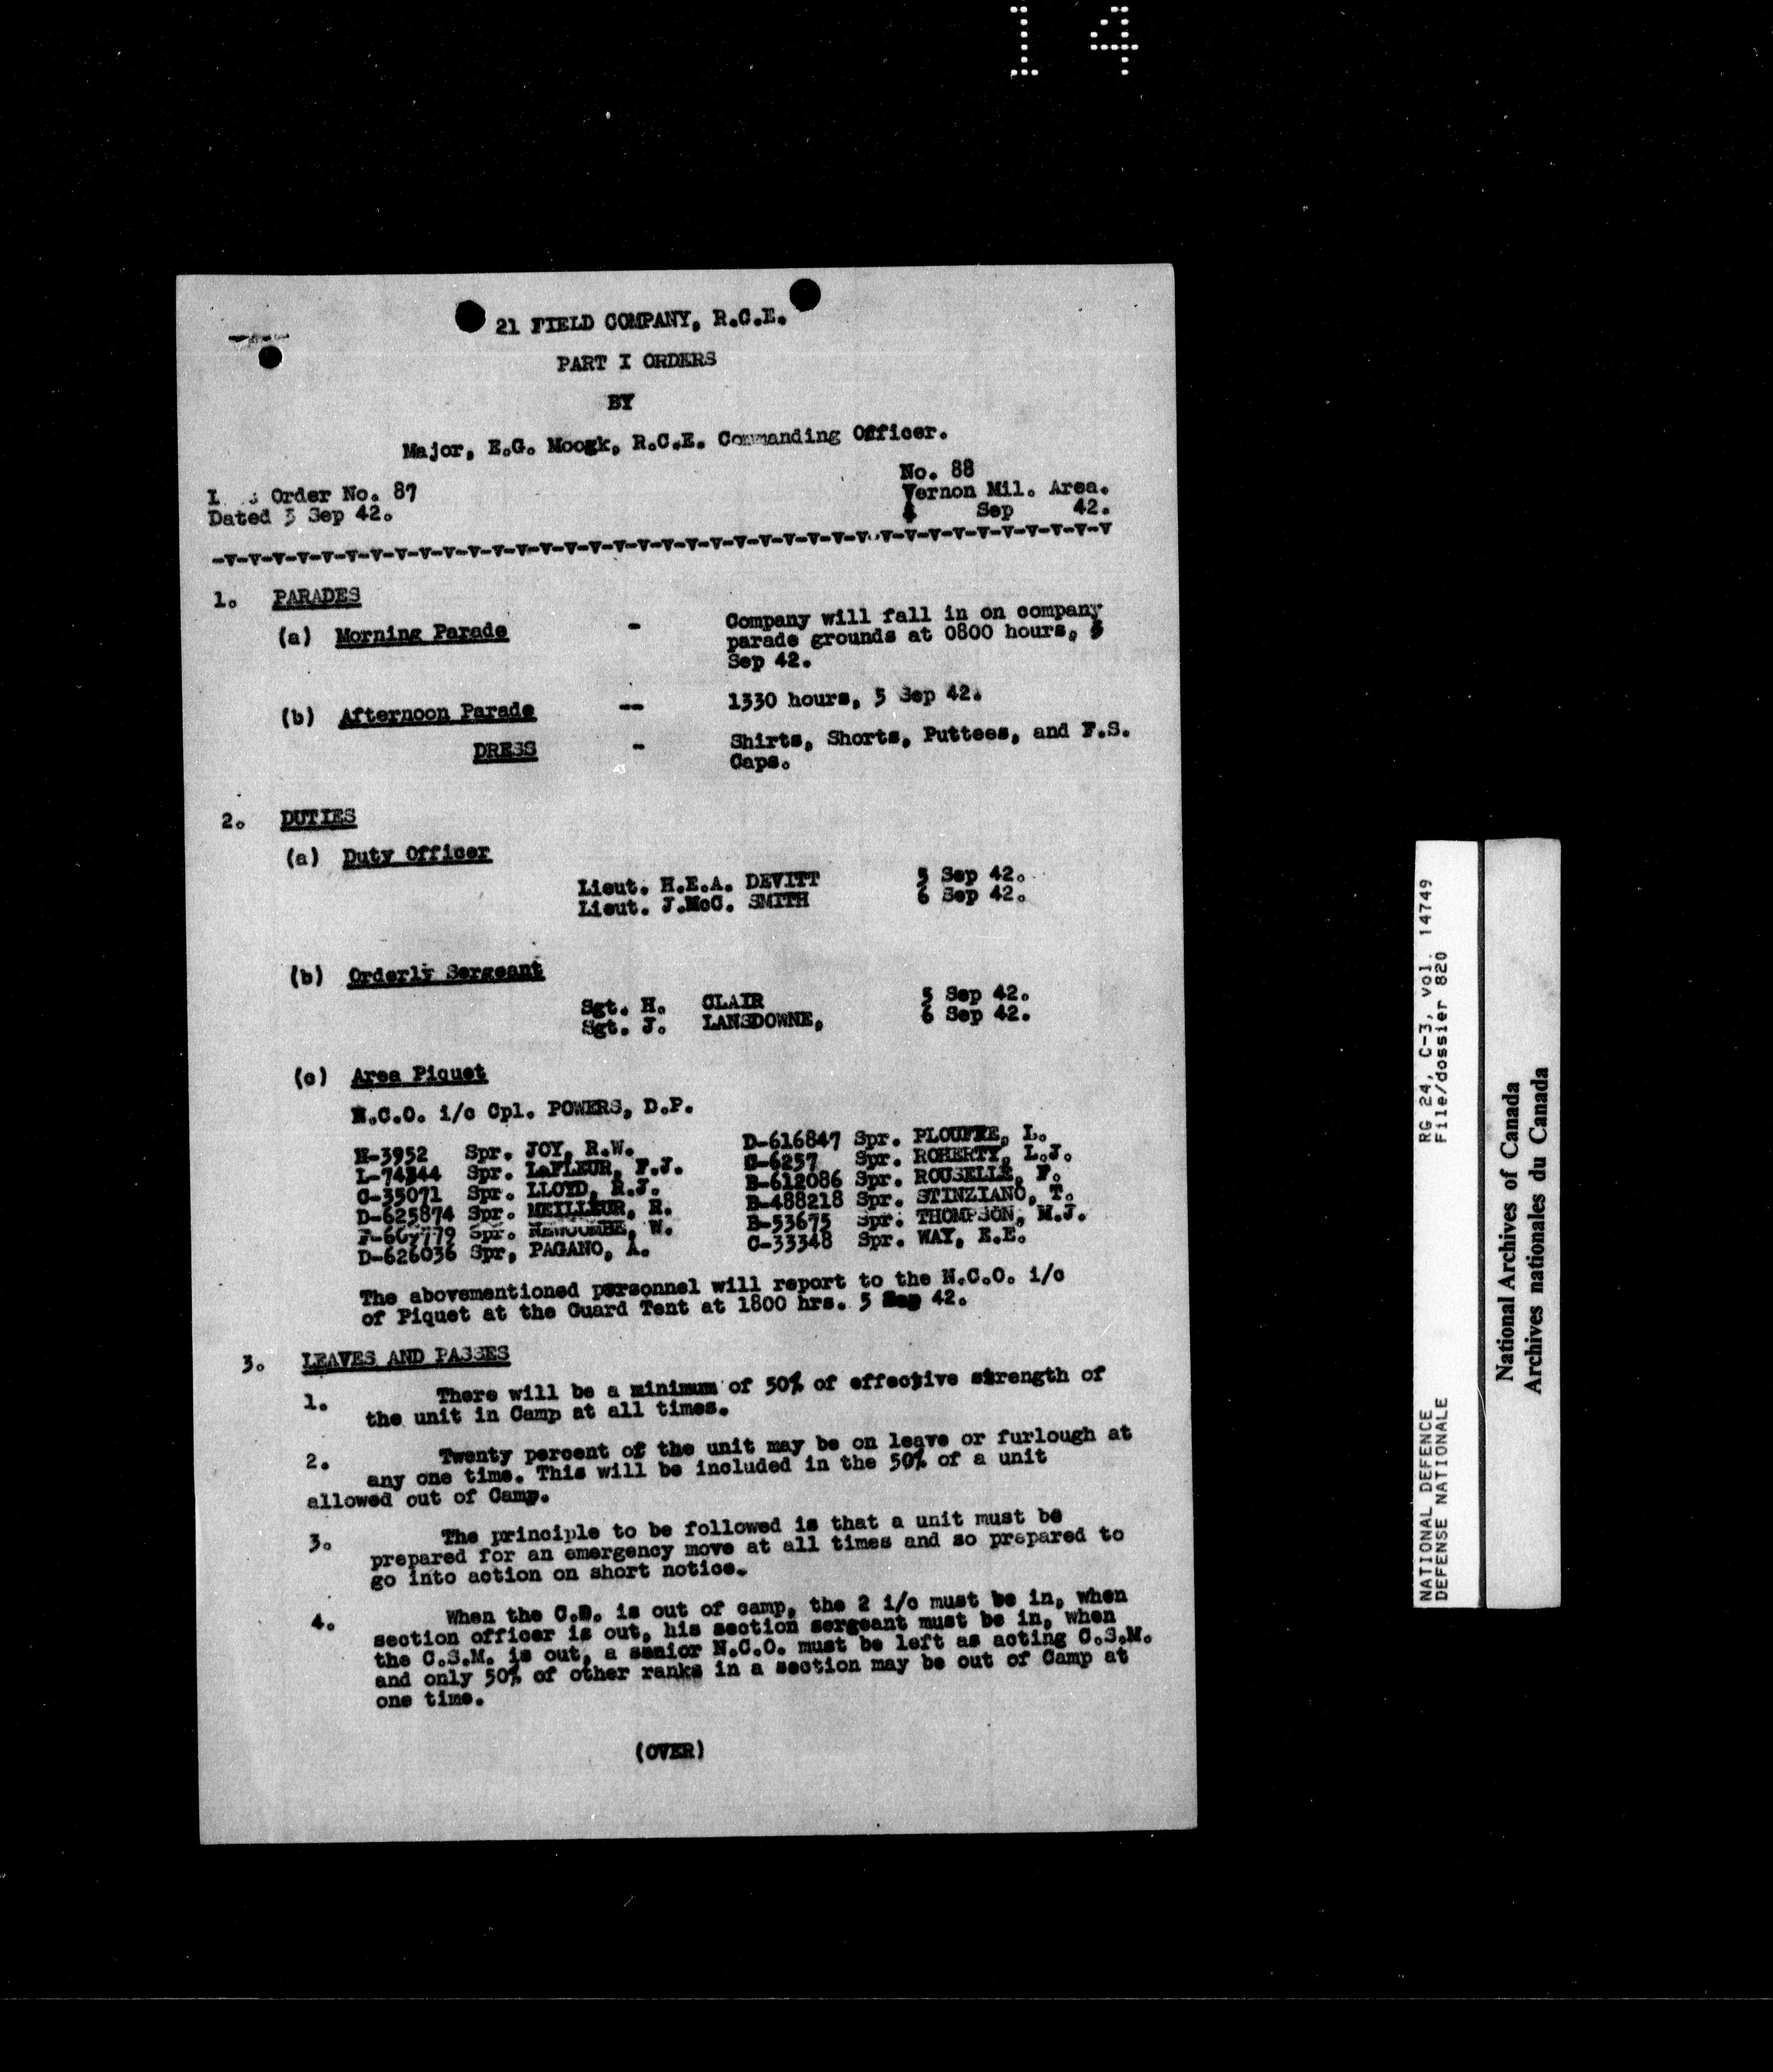 14
21 FIELD COMPANY, R.C.E.
PART I ORDERS
BY
Major, E.G. Moogk, R.C.E. Commanding Officer.
Order No. 87
Dated 3 Sep 42.
No. 88
Vernon Mil. Area.
Sep 42.
1. PARADES
(a) Morning Parade - Company will fall in on company
parade grounds at 0800 hours, 5
Sep 42.
(b) Afternoon Parade -- 1330 hours, 5 Sep 42.
DRESS - Shirts, Shorts, Puttees, and F.S.
Caps.
2. DUTIES
(a) Duty Officer
Lieut. H.E.A. DEVITT 5 Sep 42.
Lieut. J.McC. SMITH 6 Sep 42.
(b) Orderly Sergeant
Sgt. H. CLAIR 5 Sep 42.
Sgt. J. LANSDOWNE, 6 Sep 42.
(c) Area Piquet
N.C.O. i/c Cpl. POWERS, D.P.
H-3952 Spr. JOY, R.W.
L-74344 Spr. LaFLEUR, F.J.
C-35071 Spr. LLOYD, R.J.
D-625874 Spr. MEILLEUR, R.
Spr. NEWCOMBE, W.
D-626036 Spr, PAGANO, A.
D-616847 Spr. PLOUFFE, L.
C-6257 Spr. ROHERTY, L.J.
B-612086 Spr. ROUSELLE, F.
B-488218 Spr. STINZIANO, T.
B-53675 Spr. THOMPSON, M.J.
C-33348 Spr. WAY, E.E.
The abovementioned personnel will report to the N.C.O. i/c
of Piquet at the Guard Tent at 1800 hrs. 5 Sep 42.
3. LEAVES AND PASSES
1. There will be a minimum of 50% of effective strength of
the unit in Camp at all times.
2. Twenty percent of the unit may be on leave or furlough at
any one time. This will be included in the 50% of a unit
allowed out of Camp.
3. The principle to be followed is that a unit must be
prepared for an emergency move at all times and so prepared to
go into action on short notice.
4. When the C.O. is out of camp, the 2 i/c must be in, when
section officer is out, his section sergeant must be in, when
the C.S.M. is out, a senior N.C.O. must be left as acting C.S.M.
and only 50% of other ranks in a section may be out of Camp at
one time.
(OVER)
NATIONAL DEFENCE RG 24, C-3, vol. 14749
DEFENSE NATIONALE File/dossier 820
National Archives of Canada
Archives nationales du Canada